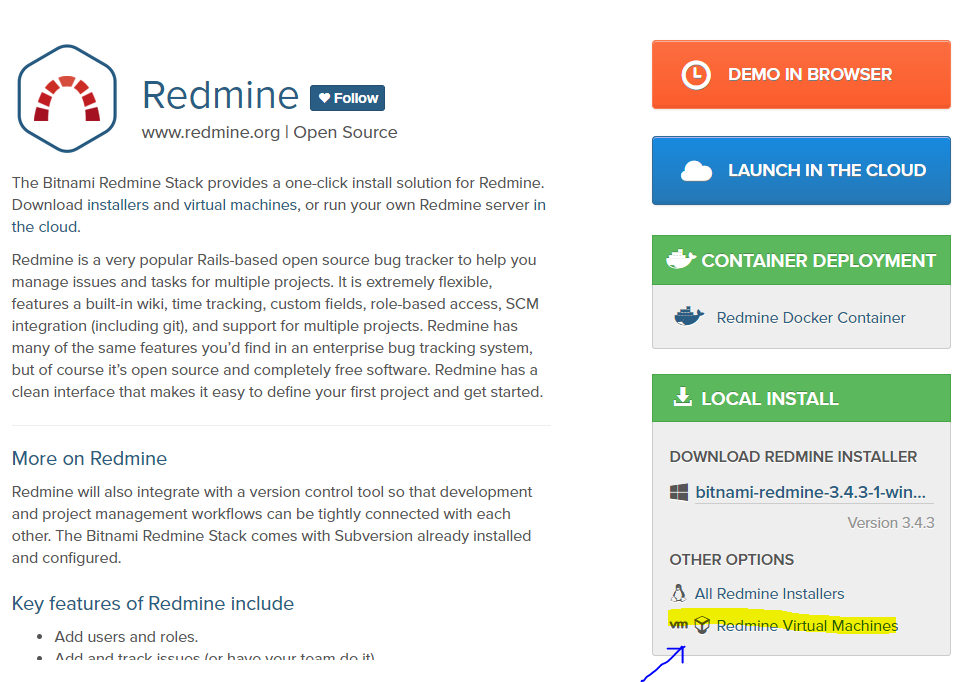 Redmine
Follow
www.redmine.org | Open Source
The Bitnami Redmine Stack provides a one-click install solution for Redmine.
Download installers and virtual machines, or run your own Redmine server in
the cloud.
Redmine is a very popular Rails-based open source bug tracker to help you
manage issues and tasks for multiple projects. It is extremely flexible,
features a built-in wiki, time tracking, custom fields, role-based access, SCM
integration (including git), and support for multiple projects. Redmine has
many of the same features you’d find in an enterprise bug tracking system,
but of course it’s open source and completely free software. Redmine has a
clean interface that makes it easy to define your first project and get started.
More on Redmine
Redmine will also integrate with a version control tool so that development
and project management workflows can be tightly connected with each
other. The Bitnami Redmine Stack comes with Subversion already installed
and configured.
Key features of Redmine include
• Add users and roles.
• Add and track issues (or have your team do it)
DEMO IN BROWSER
LAUNCH IN THE CLOUD
CONTAINER DEPLOYMENT
Redmine Docker Container
LOCAL INSTALL
DOWNLOAD REDMINE INSTALLER
bitnami-redmine-3.4.3-1-win...
Version 3.4.3
OTHER OPTIONS
All Redmine Installers
vm Redmine Virtual Machines